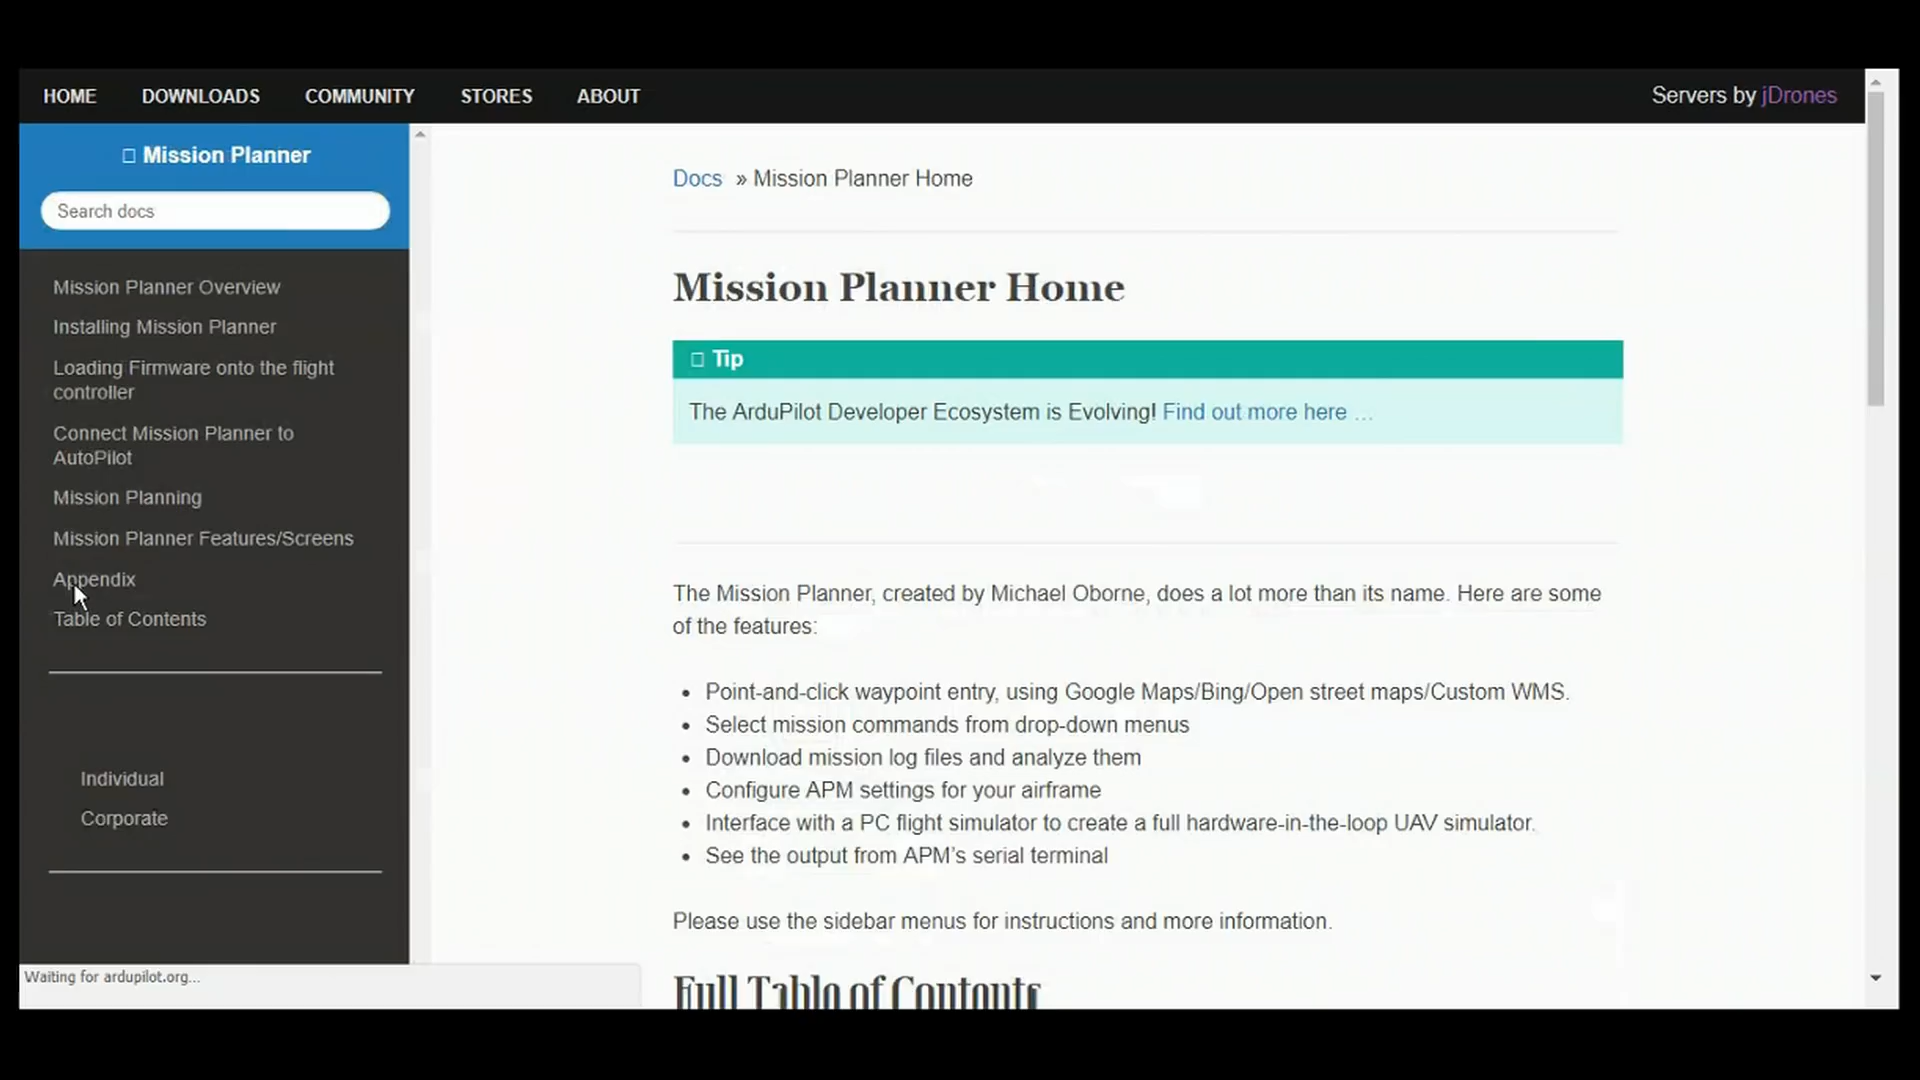 HOME DOWNLOADS COMMUNITY STORES ABOUT Servers by jDrones
Mission Planner
Search docs
Mission Planner Overview
Installing Mission Planner
Loading Firmware onto the flight
controller
Connect Mission Planner to
AutoPilot
Mission Planning
Mission Planner Features/Screens
Appendix
Table of Contents
Individual
Corporate
Waiting for ardupilot.org...
Docs » Mission Planner Home
Mission Planner Home
Tip
The ArduPilot Developer Ecosystem is Evolving! Find out more here …
The Mission Planner, created by Michael Oborne, does a lot more than its name. Here are some
of the features:
• Point-and-click waypoint entry, using Google Maps/Bing/Open street maps/Custom WMS.
• Select mission commands from drop-down menus
• Download mission log files and analyze them
• Configure APM settings for your airframe
• Interface with a PC flight simulator to create a full hardware-in-the-loop UAV simulator.
• See the output from APM’s serial terminal
Please use the sidebar menus for instructions and more information.
Full Table of Contents